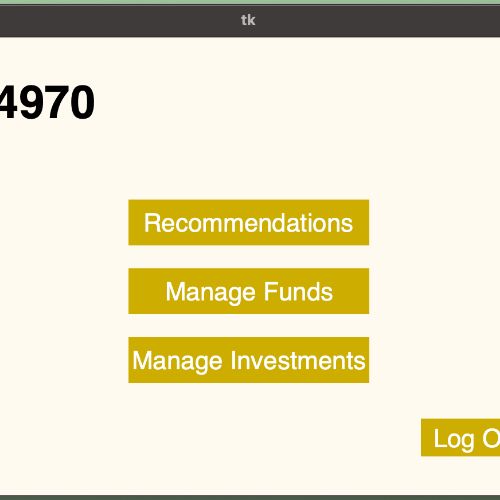 tk
4970
Recommendations
Manage Funds
Manage Investments
Log O